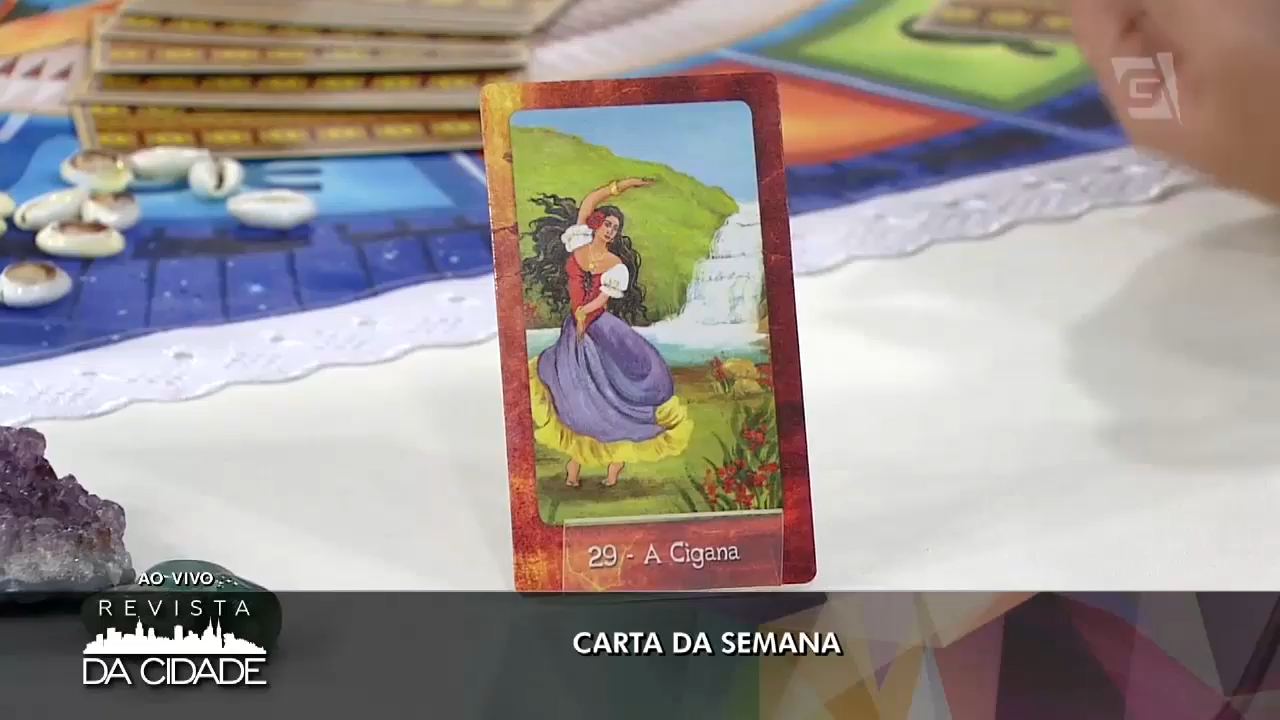 29 - A Cigana
AO VIVO
REVISTA
DA CIDADE
CARTA DA SEMANA